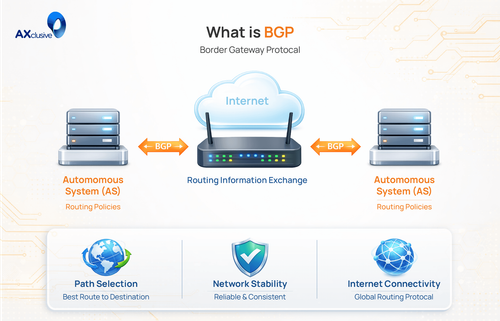 AXclusive
What is BGP
Border Gateway Protocal
Internet
BGP
BGP
Automomous
System (AS)
Routing Policies
Routing Information Exchange
Automomous
System (AS)
Routing Policies
Path Selection
Best Route to Destination
Network Stability
Reliable & Consistent
Internet Connectivity
Global Routing Protocal